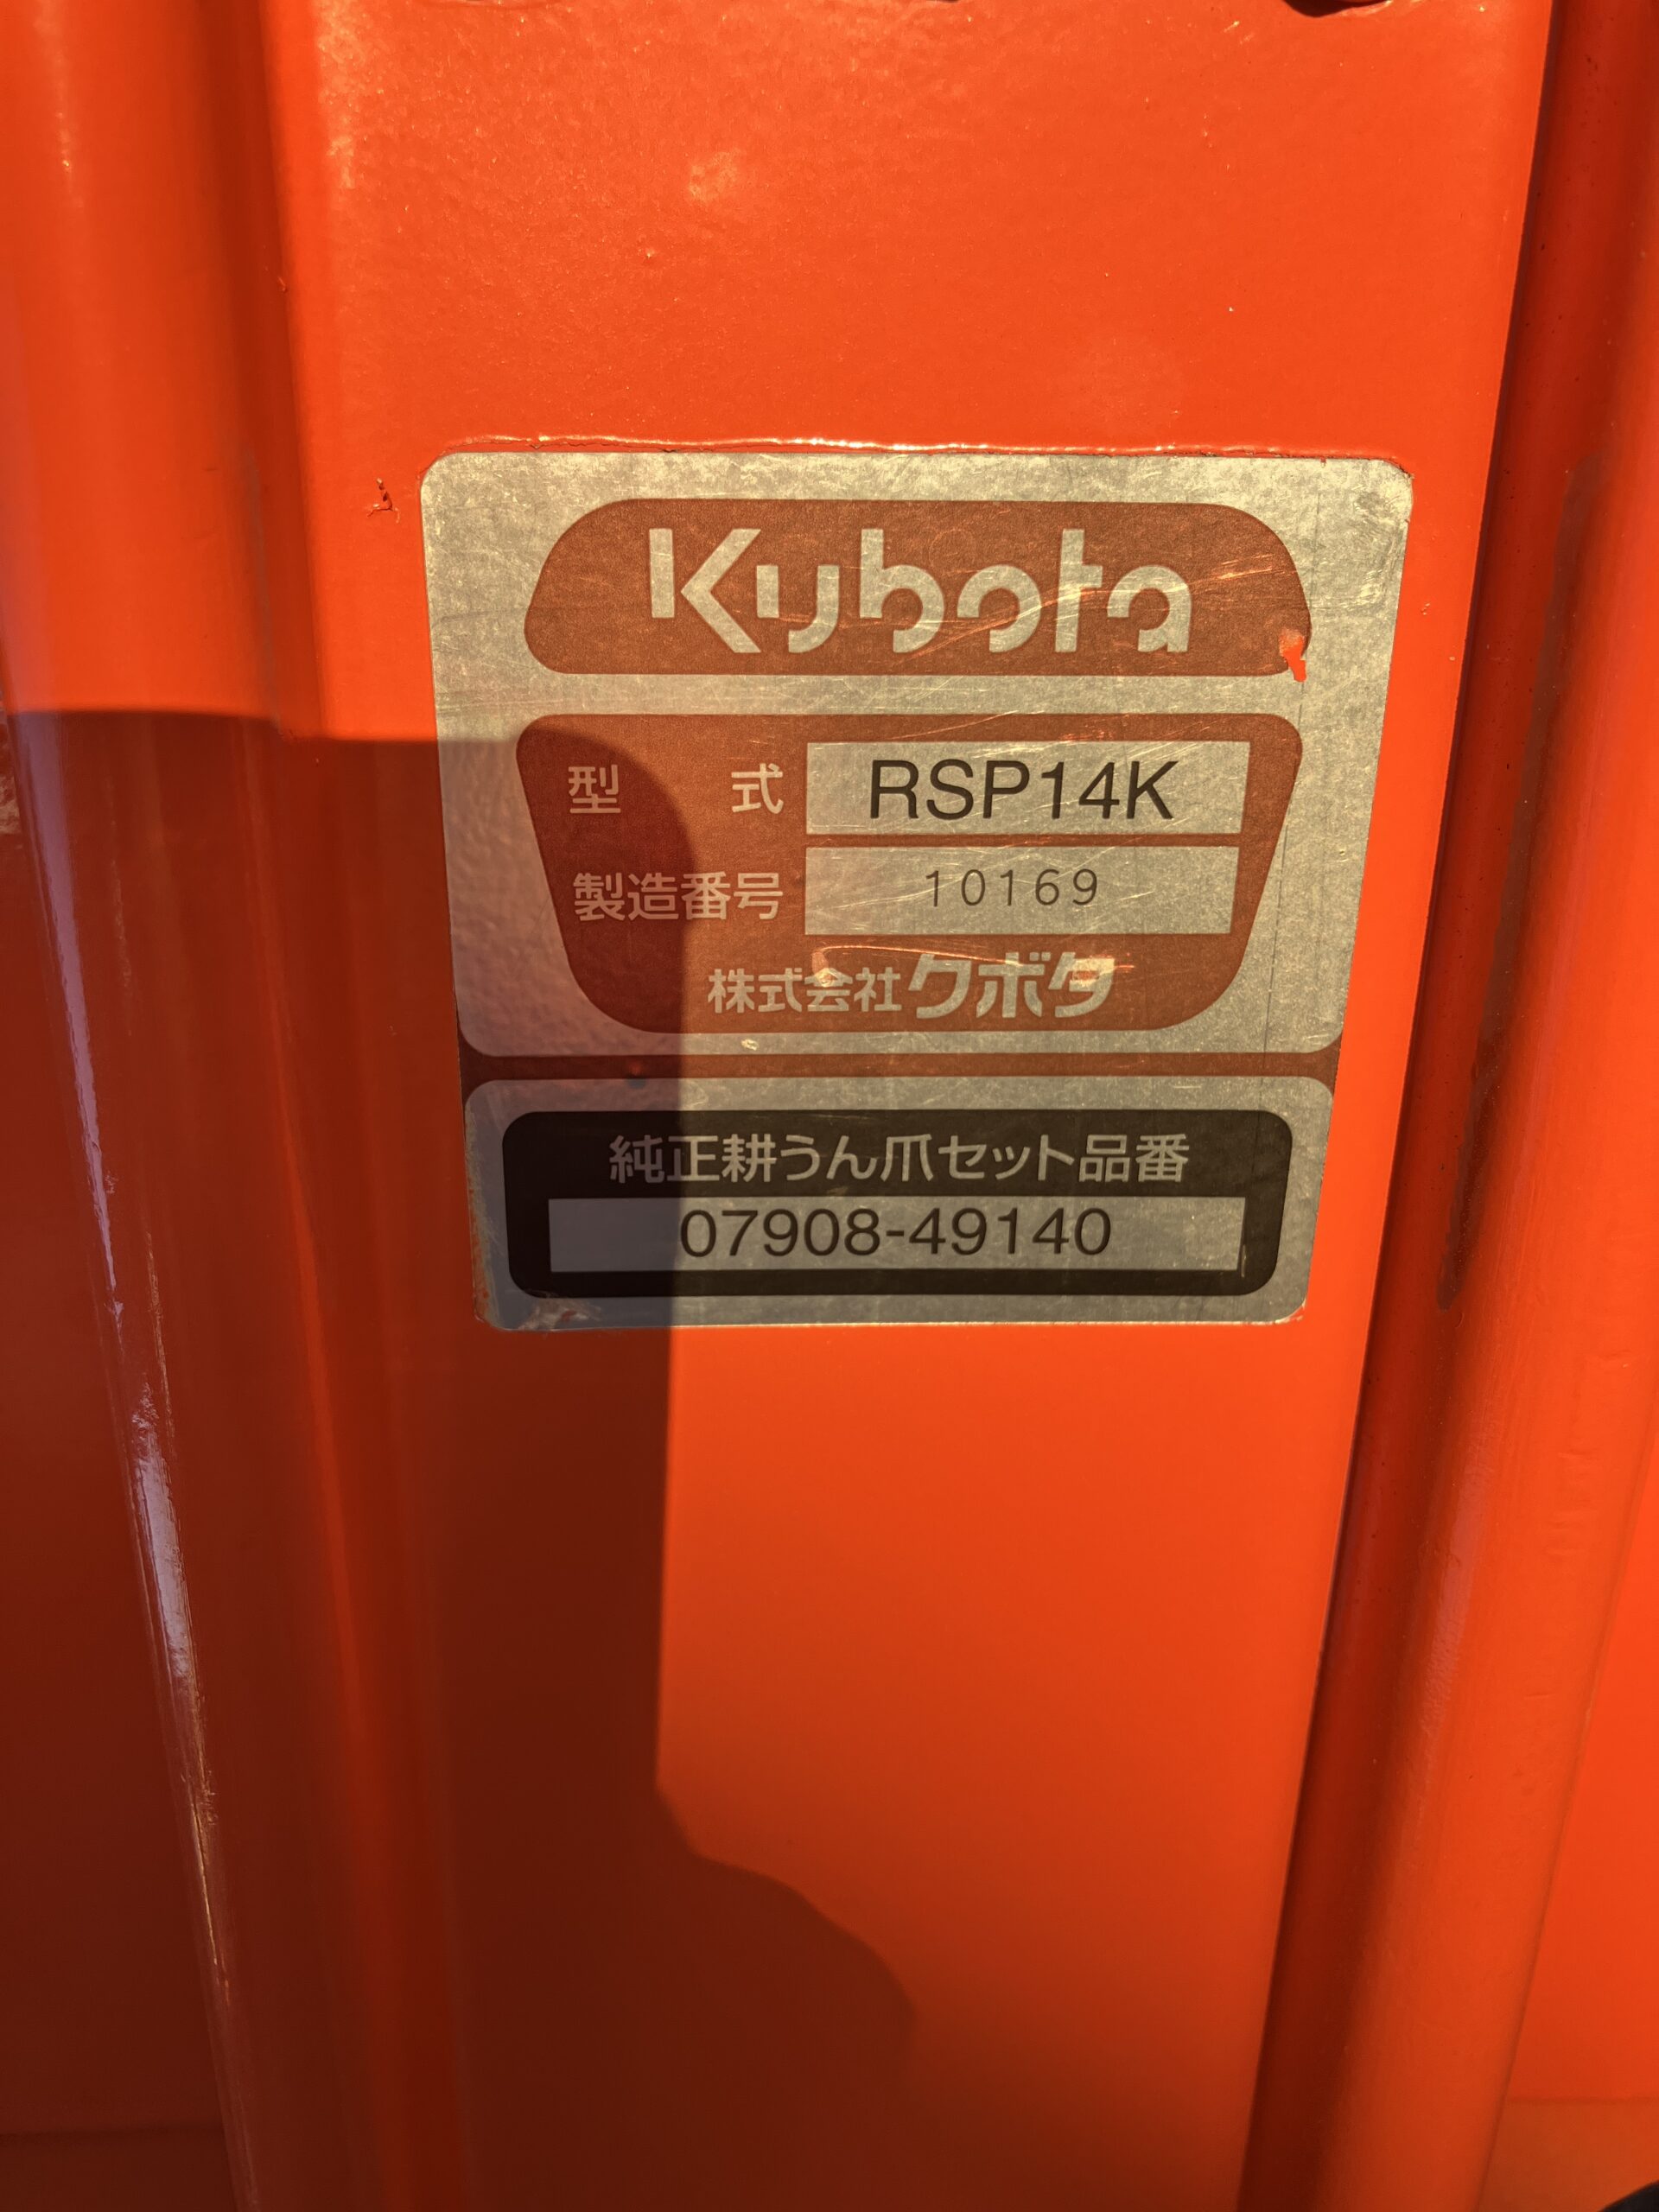 Kubota
型式 RSP14K
製造番号 10169
株式会社クボタ
純正耕うん爪セット品番
07908-49140